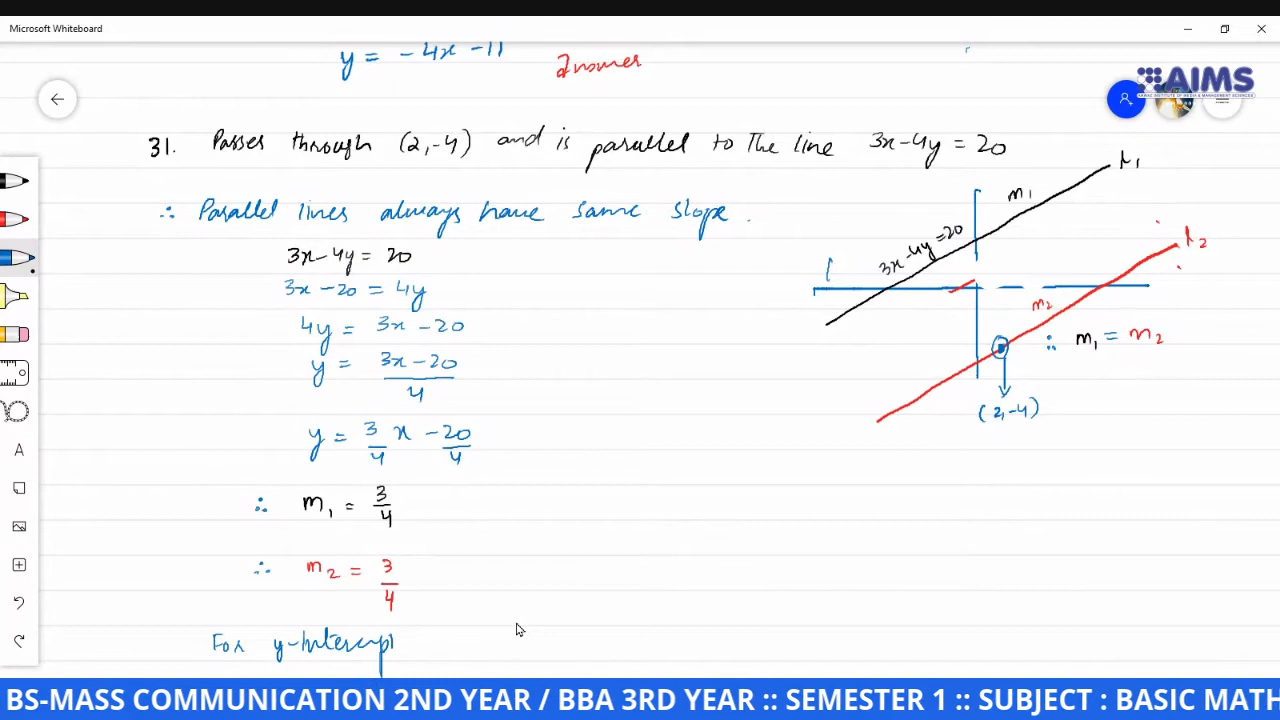 Microsoft Whiteboard
y = -4x -11 Answer
AIMS
31. Passes through (2,-4) and is parallel to the line 3x-4y = 20
∴ Parallel lines always have same slope.
3x-4y = 20
3x-20 = 4y
4y = 3x-20
y = 3x-20/4
y = 3/4 x - 20/4
∴ m₁ = 3/4
∴ m₂ = 3/4
For y-Intercept
l₁
m₁
3x-4y=20
l
l₂
m₂
∴ m₁ = m₂
(2,-4)
A
BS-MASS COMMUNICATION 2ND YEAR / BBA 3RD YEAR :: SEMESTER 1 :: SUBJECT : BASIC MATH